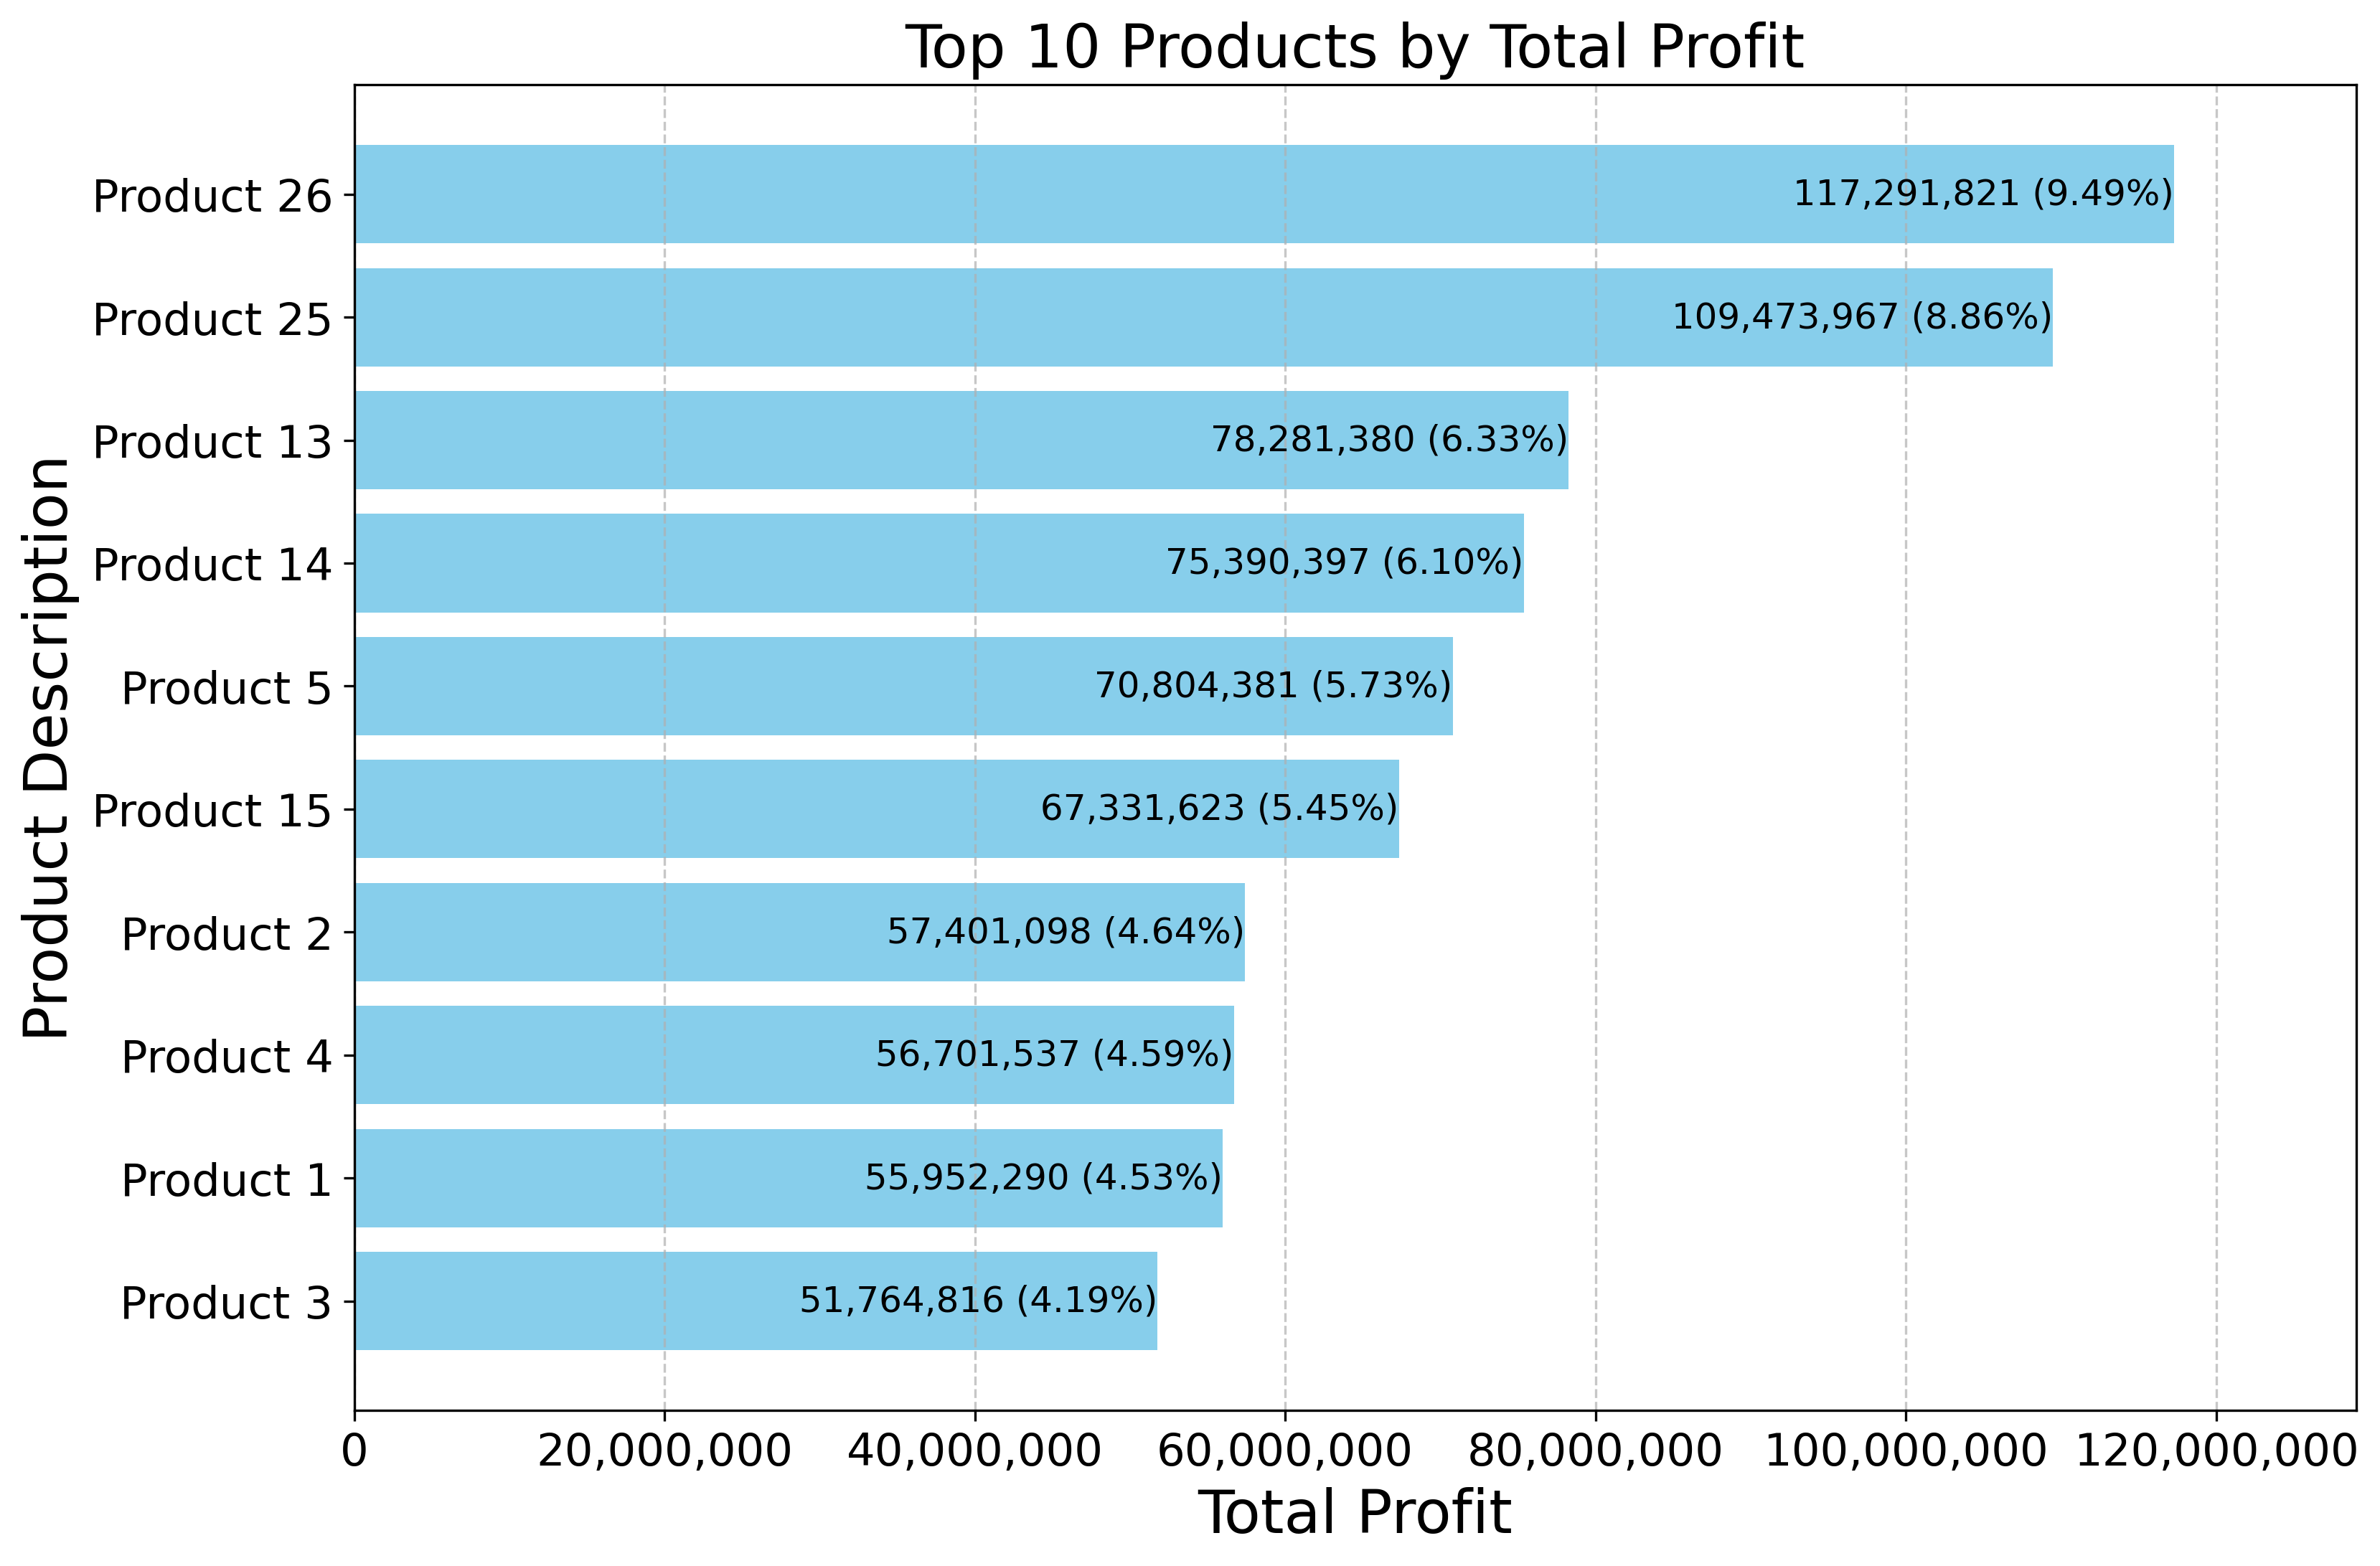 Top 10 Products by Total Profit
Product Description
Product 26
117,291,821 (9.49%)
Product 25
109,473,967 (8.86%)
Product 13
78,281,380 (6.33%)
Product 14
75,390,397 (6.10%)
Product 5
70,804,381 (5.73%)
Product 15
67,331,623 (5.45%)
Product 2
57,401,098 (4.64%)
Product 4
56,701,537 (4.59%)
Product 1
55,952,290 (4.53%)
Product 3
51,764,816 (4.19%)
0
20,000,000
40,000,000
60,000,000
80,000,000
100,000,000
120,000,000
Total Profit